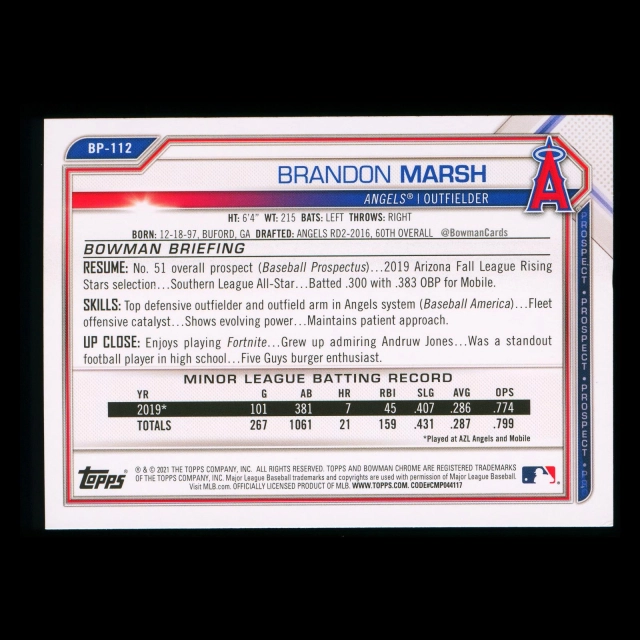 BP-112
BRANDON MARSH
ANGELS® | OUTFIELDER
HT: 6'4" WT: 215 BATS: LEFT THROWS: RIGHT
BORN: 12-18-97, BUFORD, GA DRAFTED: ANGELS RD2-2016, 60TH OVERALL @BowmanCards
BOWMAN BRIEFING
RESUME: No. 51 overall prospect (Baseball Prospectus)...2019 Arizona Fall League Rising
Stars selection...Southern League All-Star...Batted .300 with .383 OBP for Mobile.
SKILLS: Top defensive outfielder and outfield arm in Angels system (Baseball America)...Fleet
offensive catalyst...Shows evolving power...Maintains patient approach.
UP CLOSE: Enjoys playing Fortnite...Grew up admiring Andruw Jones...Was a standout
football player in high school...Five Guys burger enthusiast.
MINOR LEAGUE BATTING RECORD
YR G AB HR RBI SLG AVG OPS
2019* 101 381 7 45 .407 .286 .774
TOTALS 267 1061 21 159 .431 .287 .799
*Played at AZL Angels and Mobile
PROSPECT • PROSPECT • PROSPECT • PROSPECT • PR
Topps®
® & © 2021 THE TOPPS COMPANY, INC. ALL RIGHTS RESERVED. TOPPS AND BOWMAN CHROME ARE REGISTERED TRADEMARKS
OF THE TOPPS COMPANY, INC. Major League Baseball trademarks and copyrights are used with permission of Major League Baseball.
Visit MLB.com. OFFICIALLY LICENSED PRODUCT OF MLB. WWW.TOPPS.COM. CODE#CMP044117